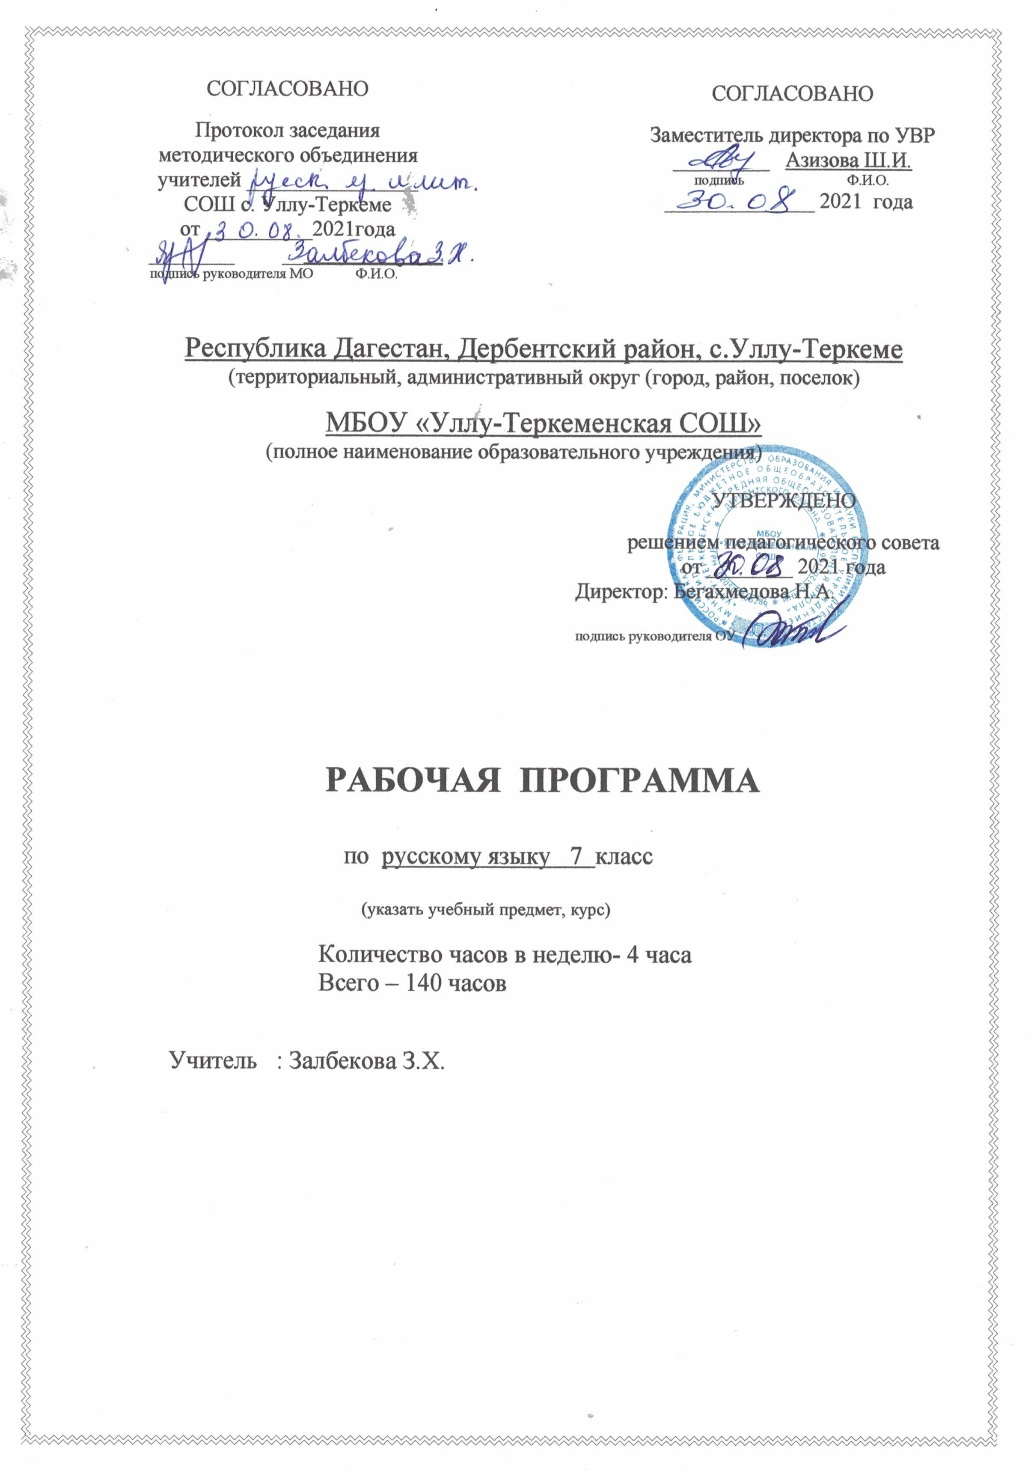 СОГЛАСОВАНО
Протокол заседания
методического объединения
учителей русск. яз. и лит.
СОШ с. Уллу-Теркеме
от 30.08. 2021года
Залбекова З.Х.
подпись руководителя МО Ф.И.О.
СОГЛАСОВАНО
Заместитель директора по УВР
Азизова Ш.И.
подпись Ф.И.О.
30.08 2021 года
Республика Дагестан, Дербентский район, с.Уллу-Теркеме
(территориальный, административный округ (город, район, поселок)
МБОУ «Уллу-Теркеменская СОШ»
(полное наименование образовательного учреждения)
УТВЕРЖДЕНО
решением педагогического совета
от 30.08 2021 года
Директор: Бегахмедова Н.А.
подпись руководителя ОУ
МБОУ
РАБОЧАЯ ПРОГРАММА
по русскому языку 7 класс
(указать учебный предмет, курс)
Количество часов в неделю- 4 часа
Всего – 140 часов
Учитель : Залбекова З.Х.